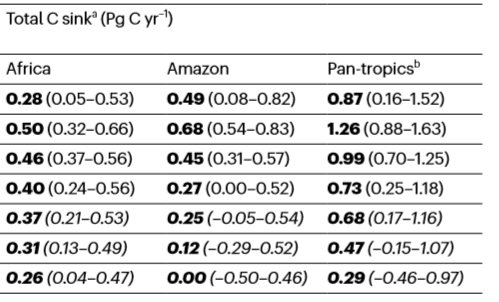 Total C sinkᵃ (Pg C yr⁻¹)
Africa Amazon Pan-tropicsᵇ
0.28 (0.05–0.53) 0.49 (0.08–0.82) 0.87 (0.16–1.52)
0.50 (0.32–0.66) 0.68 (0.54–0.83) 1.26 (0.88–1.63)
0.46 (0.37–0.56) 0.45 (0.31–0.57) 0.99 (0.70–1.25)
0.40 (0.24–0.56) 0.27 (0.00–0.52) 0.73 (0.25–1.18)
0.37 (0.21–0.53) 0.25 (−0.05–0.54) 0.68 (0.17–1.16)
0.31 (0.13–0.49) 0.12 (−0.29–0.52) 0.47 (−0.15–1.07)
0.26 (0.04–0.47) 0.00 (−0.50–0.46) 0.29 (−0.46–0.97)